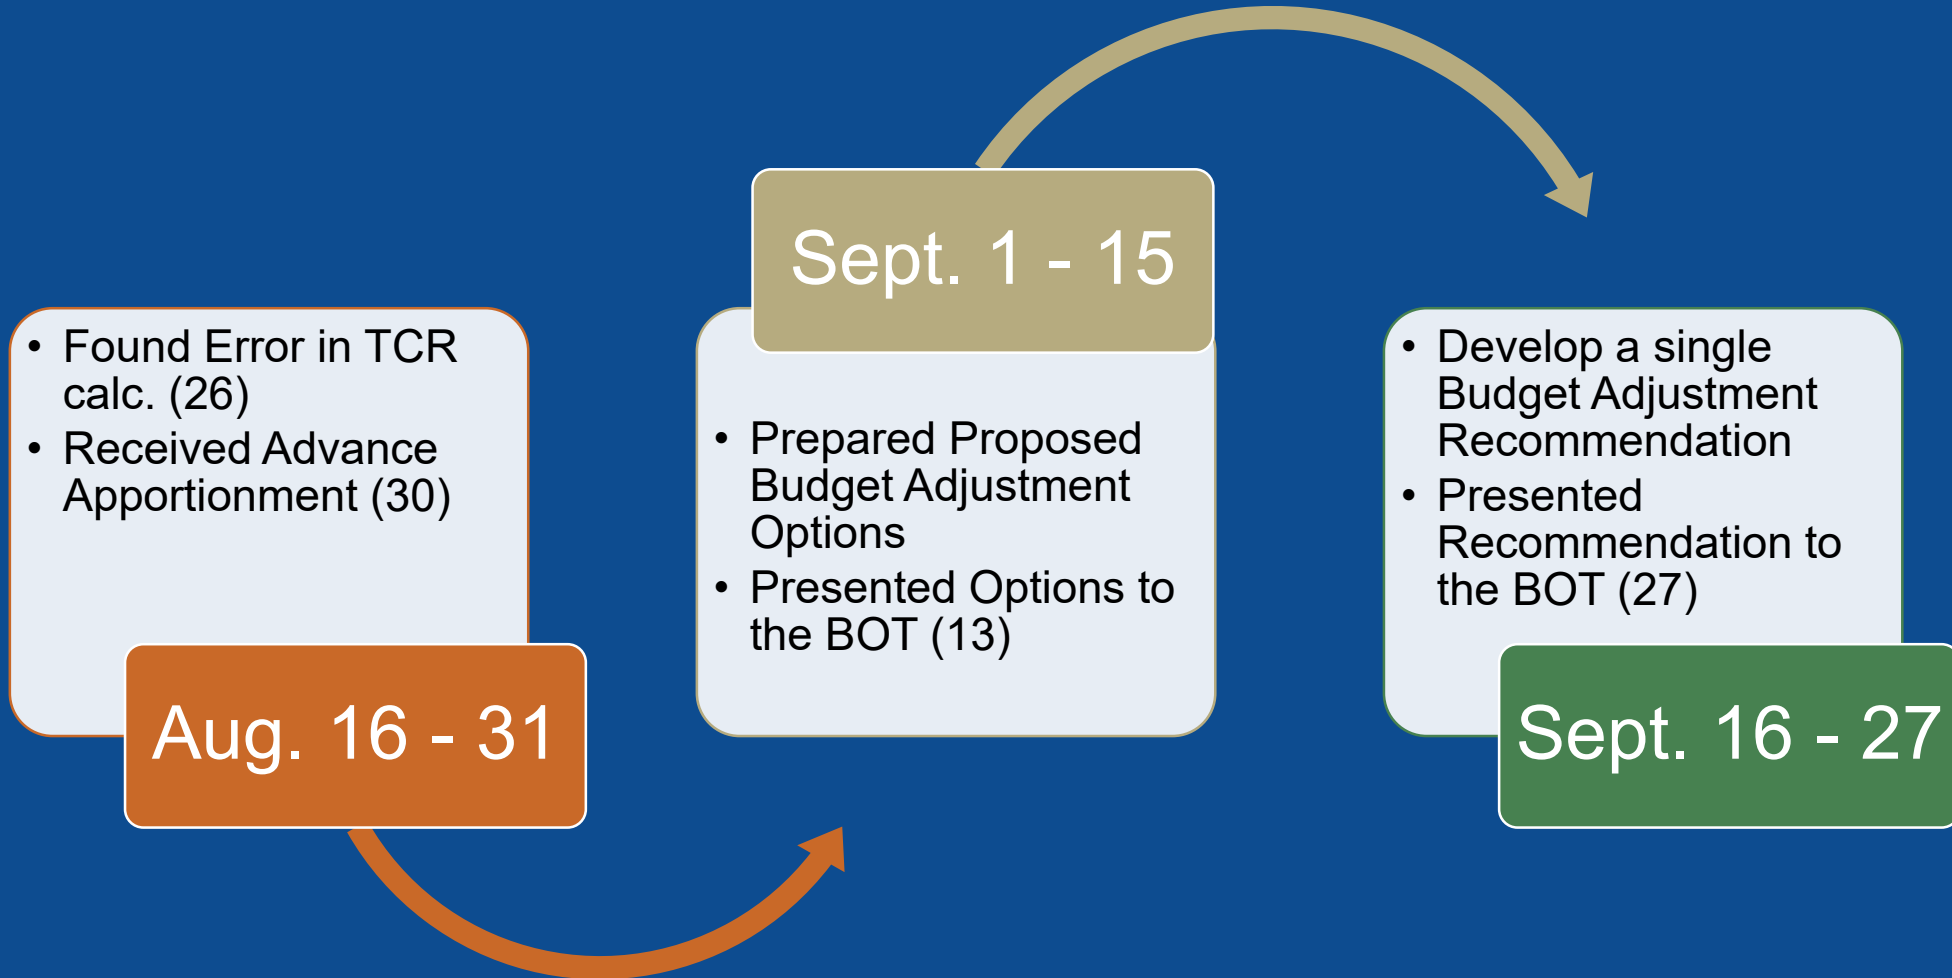 • Found Error in TCR
calc. (26)
• Received Advance
Apportionment (30)
Aug. 16 - 31
Sept. 1 - 15
• Prepared Proposed
Budget Adjustment
Options
• Presented Options to
the BOT (13)
• Develop a single
Budget Adjustment
Recommendation
• Presented
Recommendation to
the BOT (27)
Sept. 16 - 27